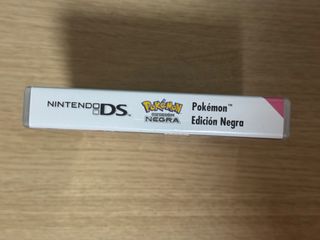 NINTENDO DS
POKÉMON
EDICIÓN
NEGRA
Pokémon™
Edición Negra